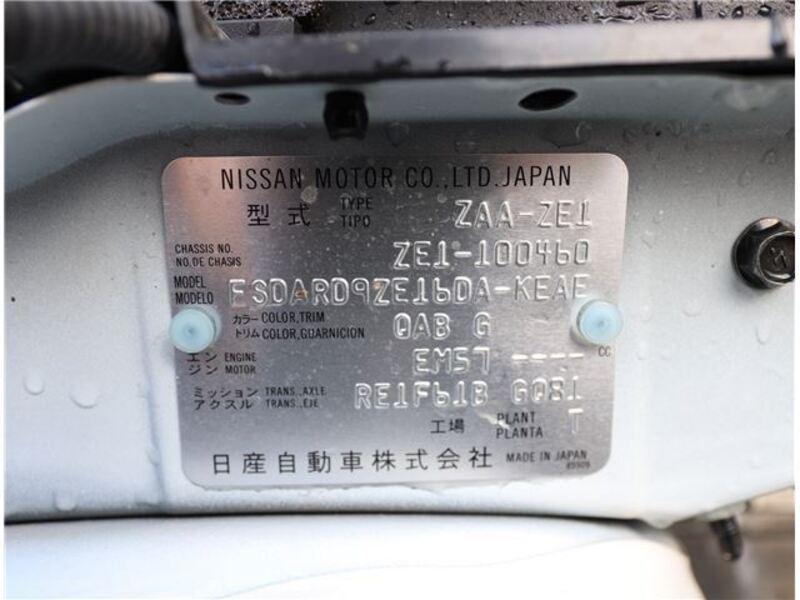 NISSAN MOTOR CO.,LTD.JAPAN
型式 TYPE TIPO ZAA-ZE1
CHASSIS NO. NO.DE CHASIS ZE1-100460
MODEL MODELO FSDARD9ZE16DA-KEAE
カラー COLOR,TRIM トリム COLOR,GUARNICION QAB G
エンジン ENGINE MOTOR EM57 ---- CC
ミッション TRANS.,AXLE アクスル TRANS.,EJE RE1F61B GQ81
工場 PLANT PLANTA T
日産自動車株式会社 MADE IN JAPAN